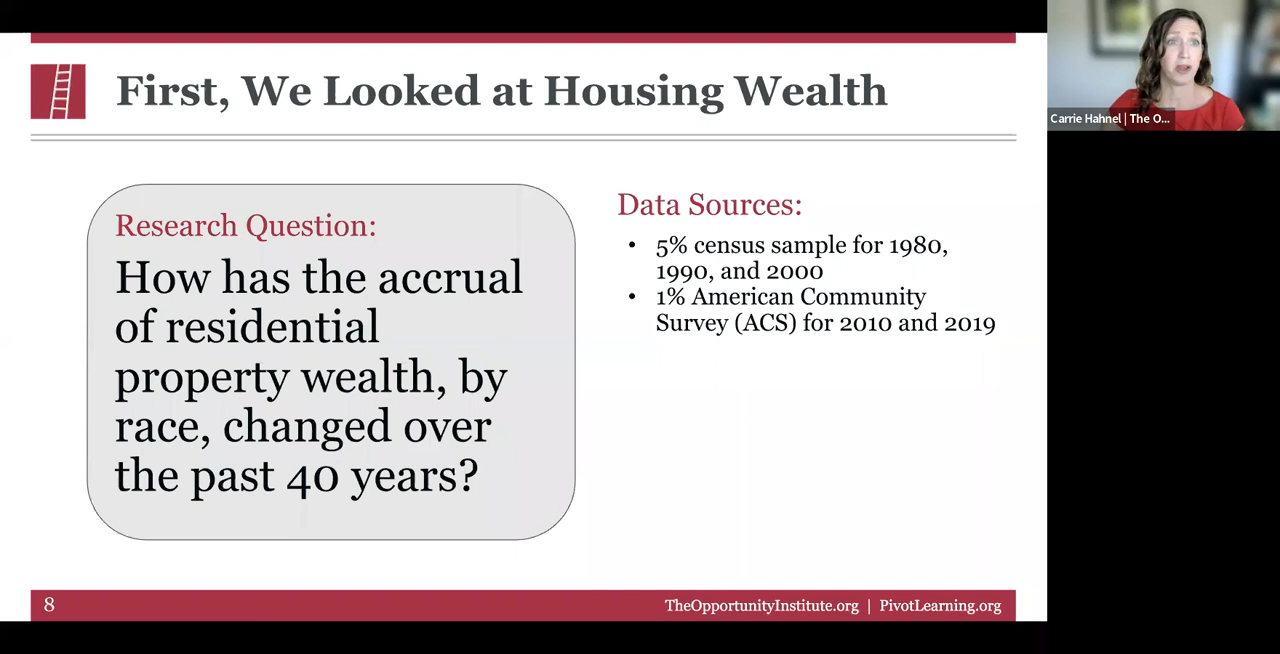 First, We Looked at Housing Wealth
Research Question:
How has the accrual
of residential
property wealth, by
race, changed over
the past 40 years?
Data Sources:
• 5% census sample for 1980,
1990, and 2000
• 1% American Community
Survey (ACS) for 2010 and 2019
8
TheOpportunityInstitute.org | PivotLearning.org
Carrie Hahnel | The O...